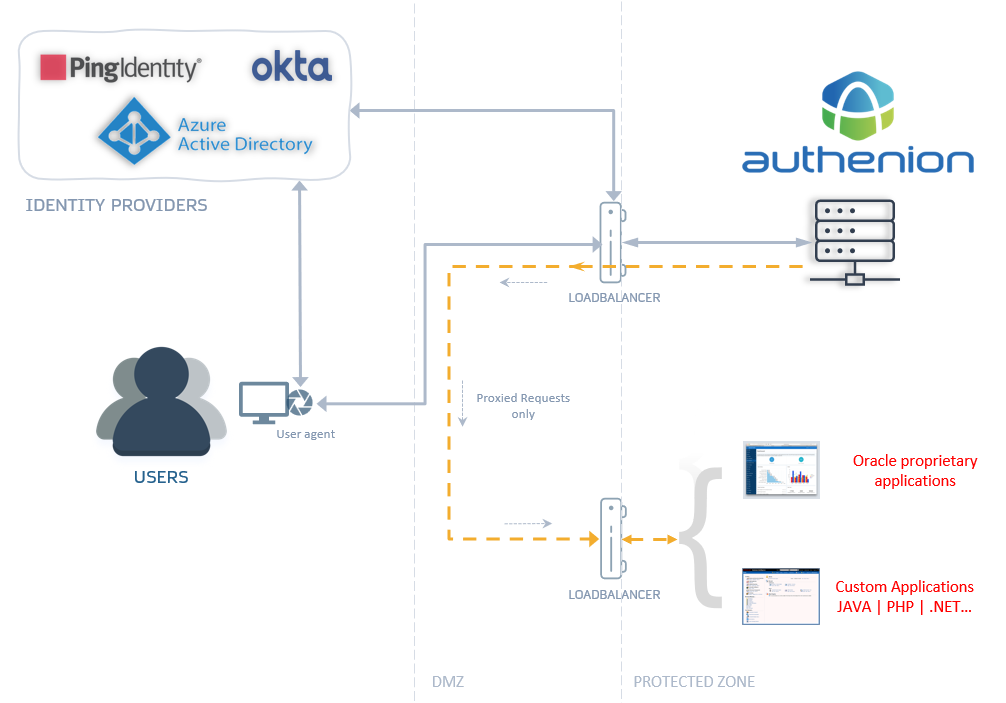 PingIdentity®
okta
Azure
Active Directory
IDENTITY PROVIDERS
authenion
LOADBALANCER
Proxied Requests
only
User agent
USERS
Oracle proprietary
applications
LOADBALANCER
Custom Applications
JAVA | PHP | .NET...
DMZ
PROTECTED ZONE